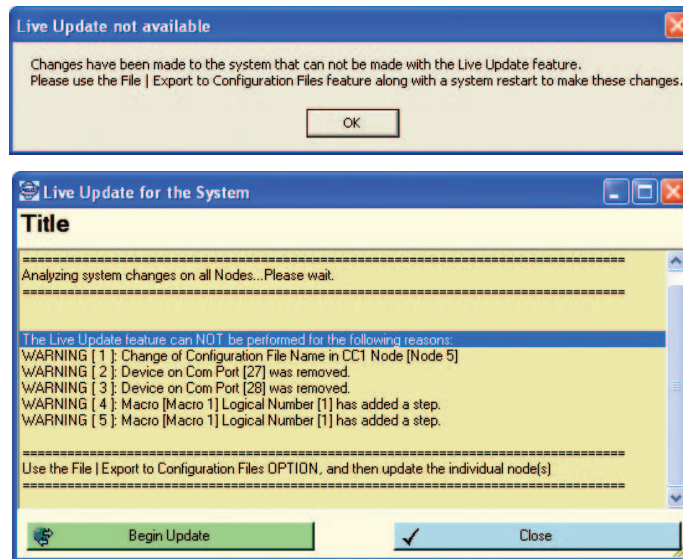 Live Update not available
Changes have been made to the system that can not be made with the Live Update feature.
Please use the File | Export to Configuration Files feature along with a system restart to make these changes.
OK
Live Update for the System
Title
==================================================================================
Analyzing system changes on all Nodes...Please wait.
==================================================================================
The Live Update feature can NOT be performed for the following reasons:
WARNING [ 1 ]: Change of Configuration File Name in CC1 Node [Node 5]
WARNING [ 2 ]: Device on Com Port [27] was removed.
WARNING [ 3 ]: Device on Com Port [28] was removed.
WARNING [ 4 ]: Macro [Macro 1] Logical Number [1] has added a step.
WARNING [ 5 ]: Macro [Macro 1] Logical Number [1] has added a step.
==================================================================================
Use the File | Export to Configuration Files OPTION, and then update the individual node(s)
==================================================================================
Begin Update
Close